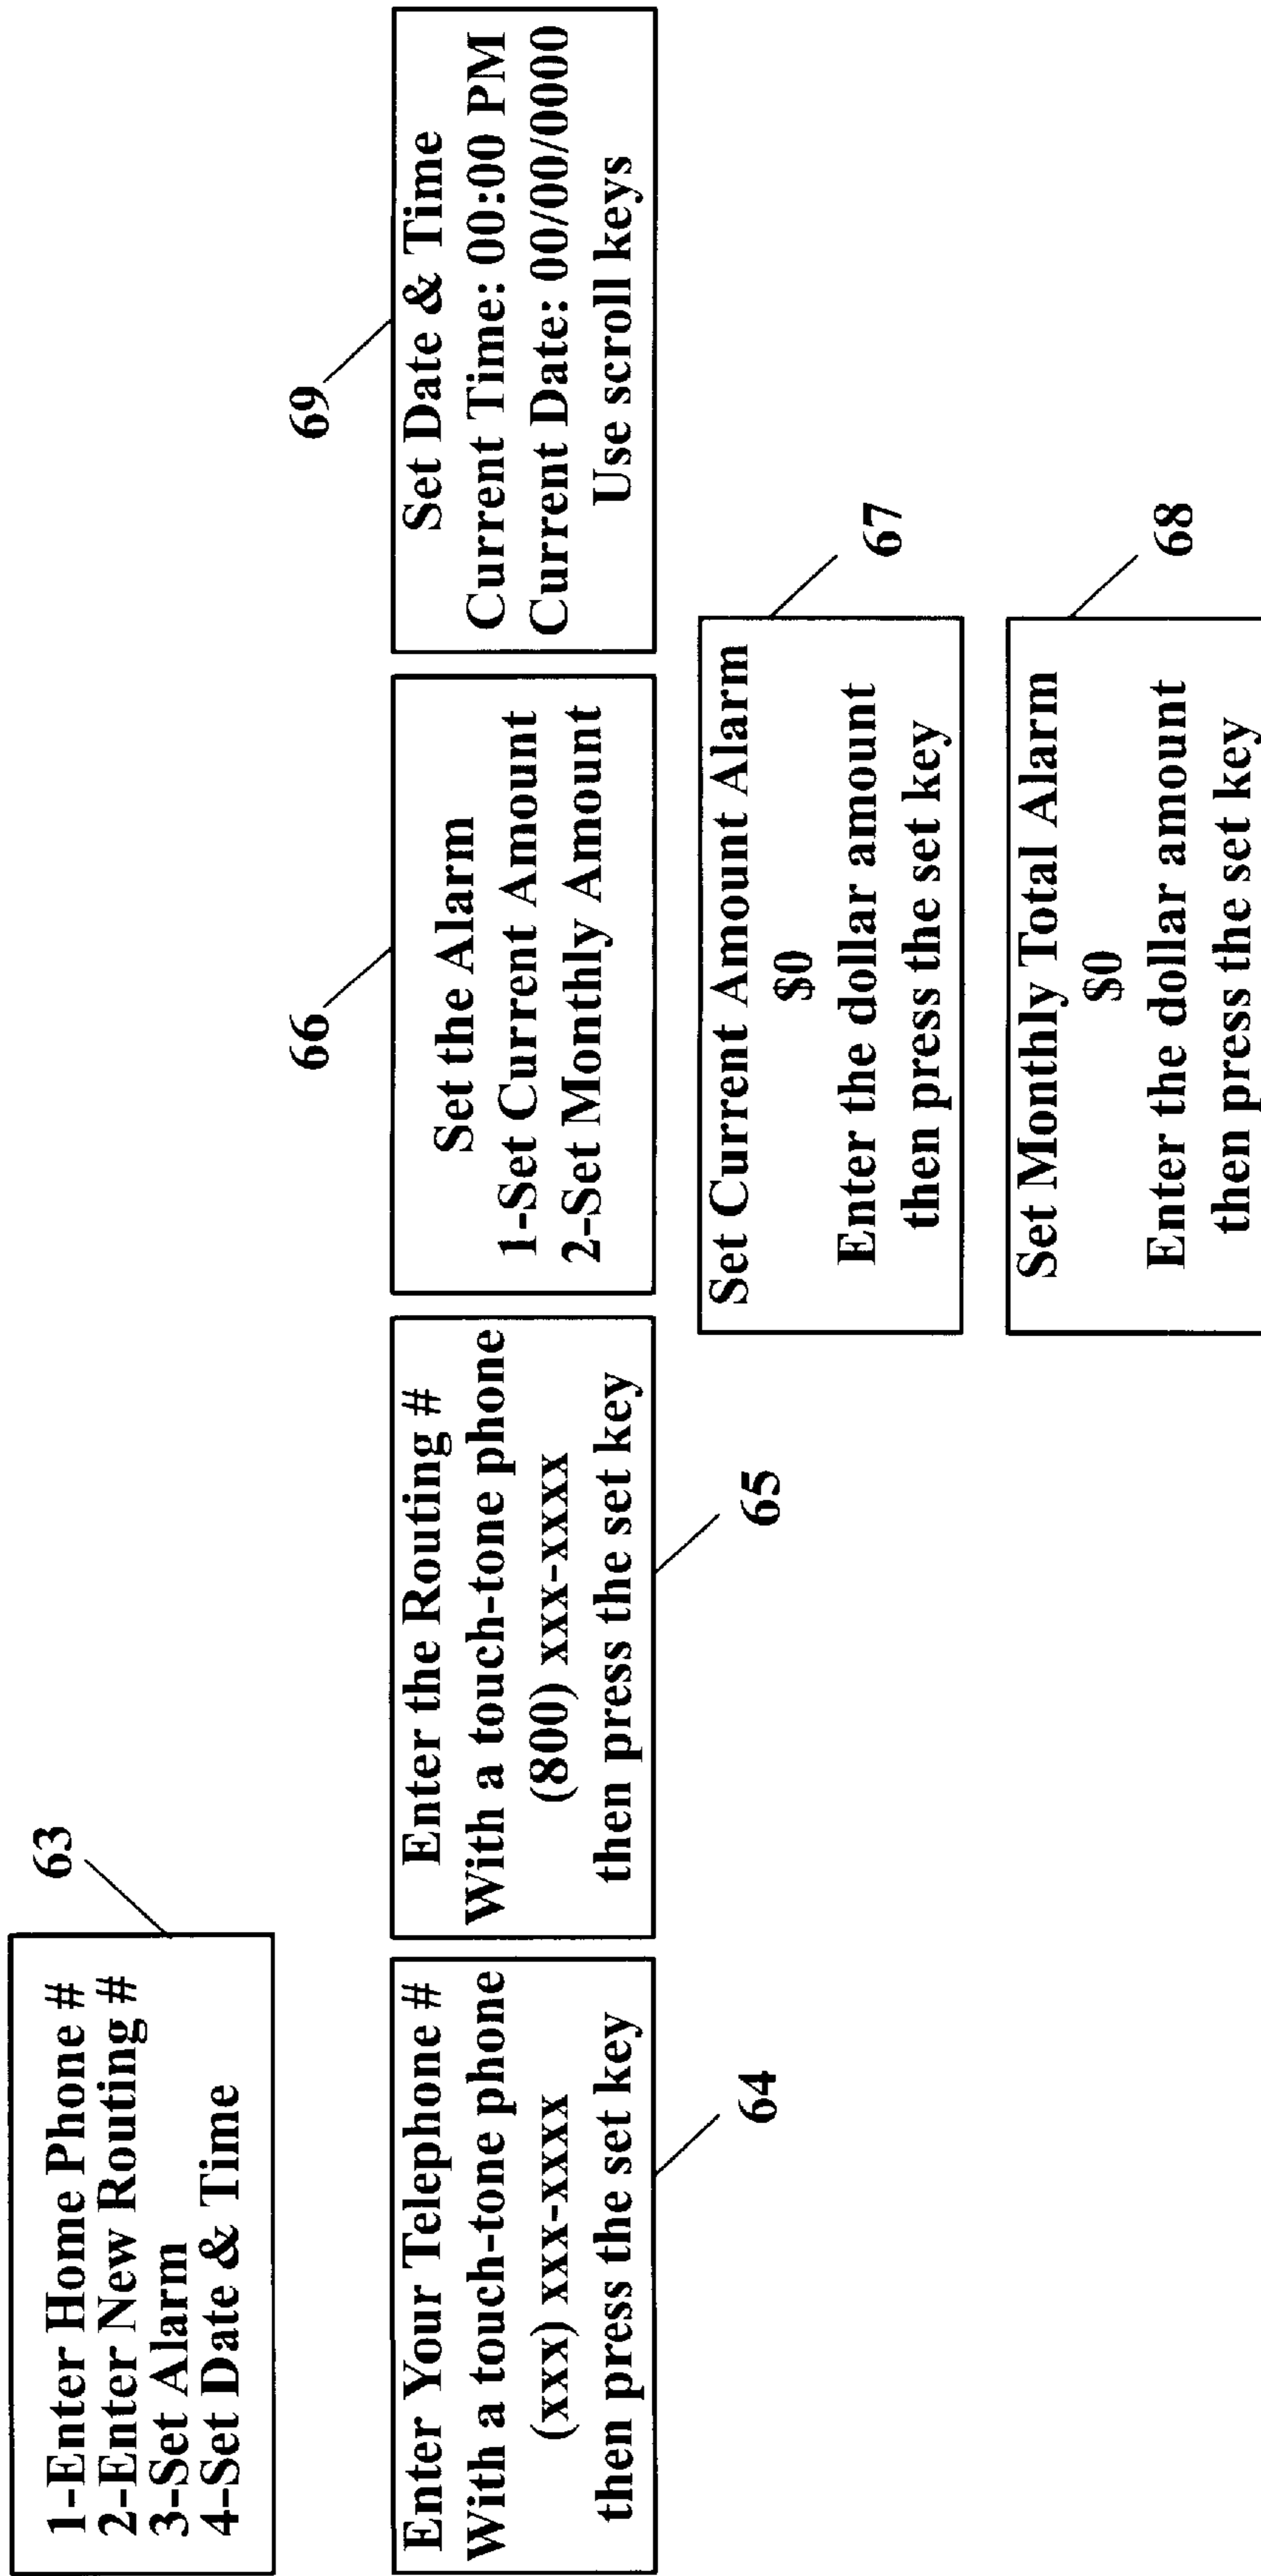 63
1-Enter Home Phone #
2-Enter New Routing #
3-Set Alarm
4-Set Date & Time
Enter Your Telephone #
With a touch-tone phone
(xxx) xxx-xxxx
then press the set key
64
Enter the Routing #
With a touch-tone phone
(800) xxx-xxxx
then press the set key
65
66
Set the Alarm
1-Set Current Amount
2-Set Monthly Amount
69
Set Date & Time
Current Time: 00:00 PM
Current Date: 00/00/0000
Use scroll keys
67
Set Current Amount Alarm
$0
Enter the dollar amount
then press the set key
68
Set Monthly Total Alarm
$0
Enter the dollar amount
then press the set key